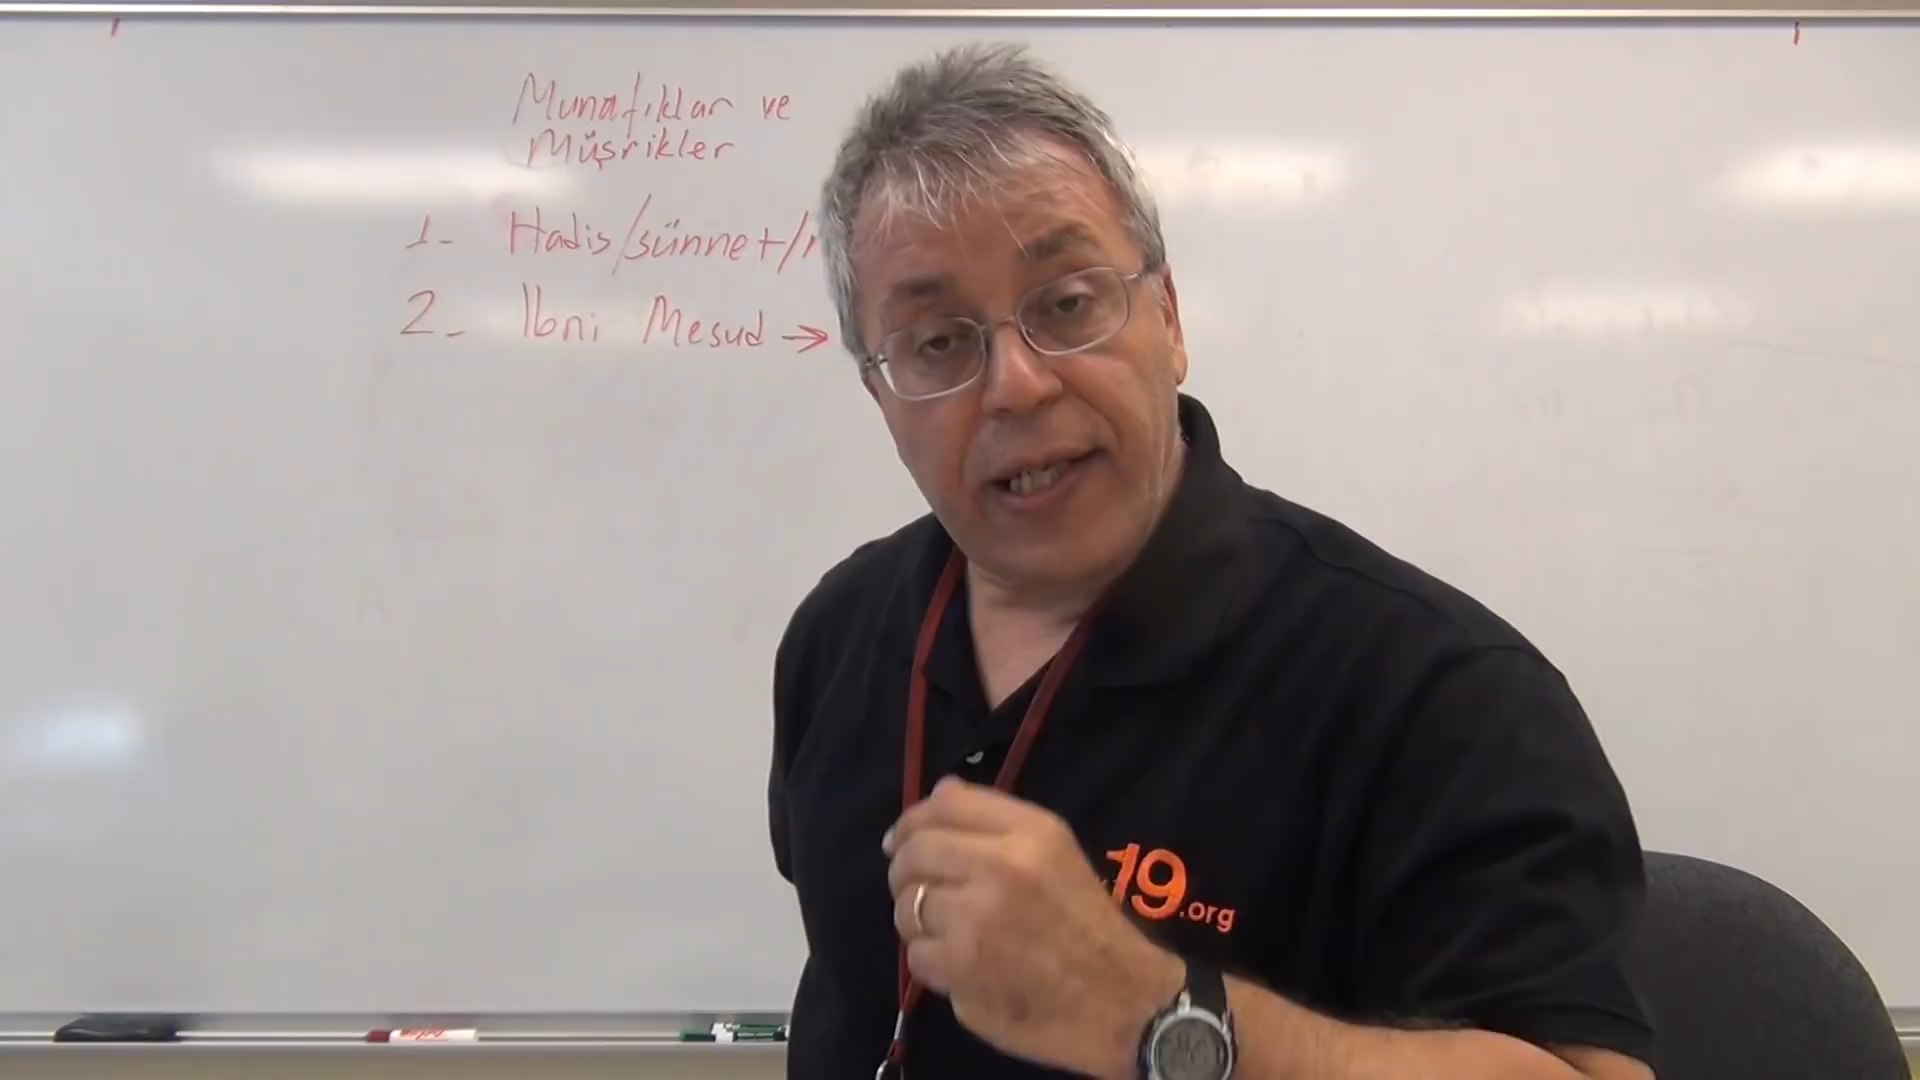 Munafıklar ve
Müşrikler
1- Hadis/sünnet/
2- Ibni Mesud →
19.org